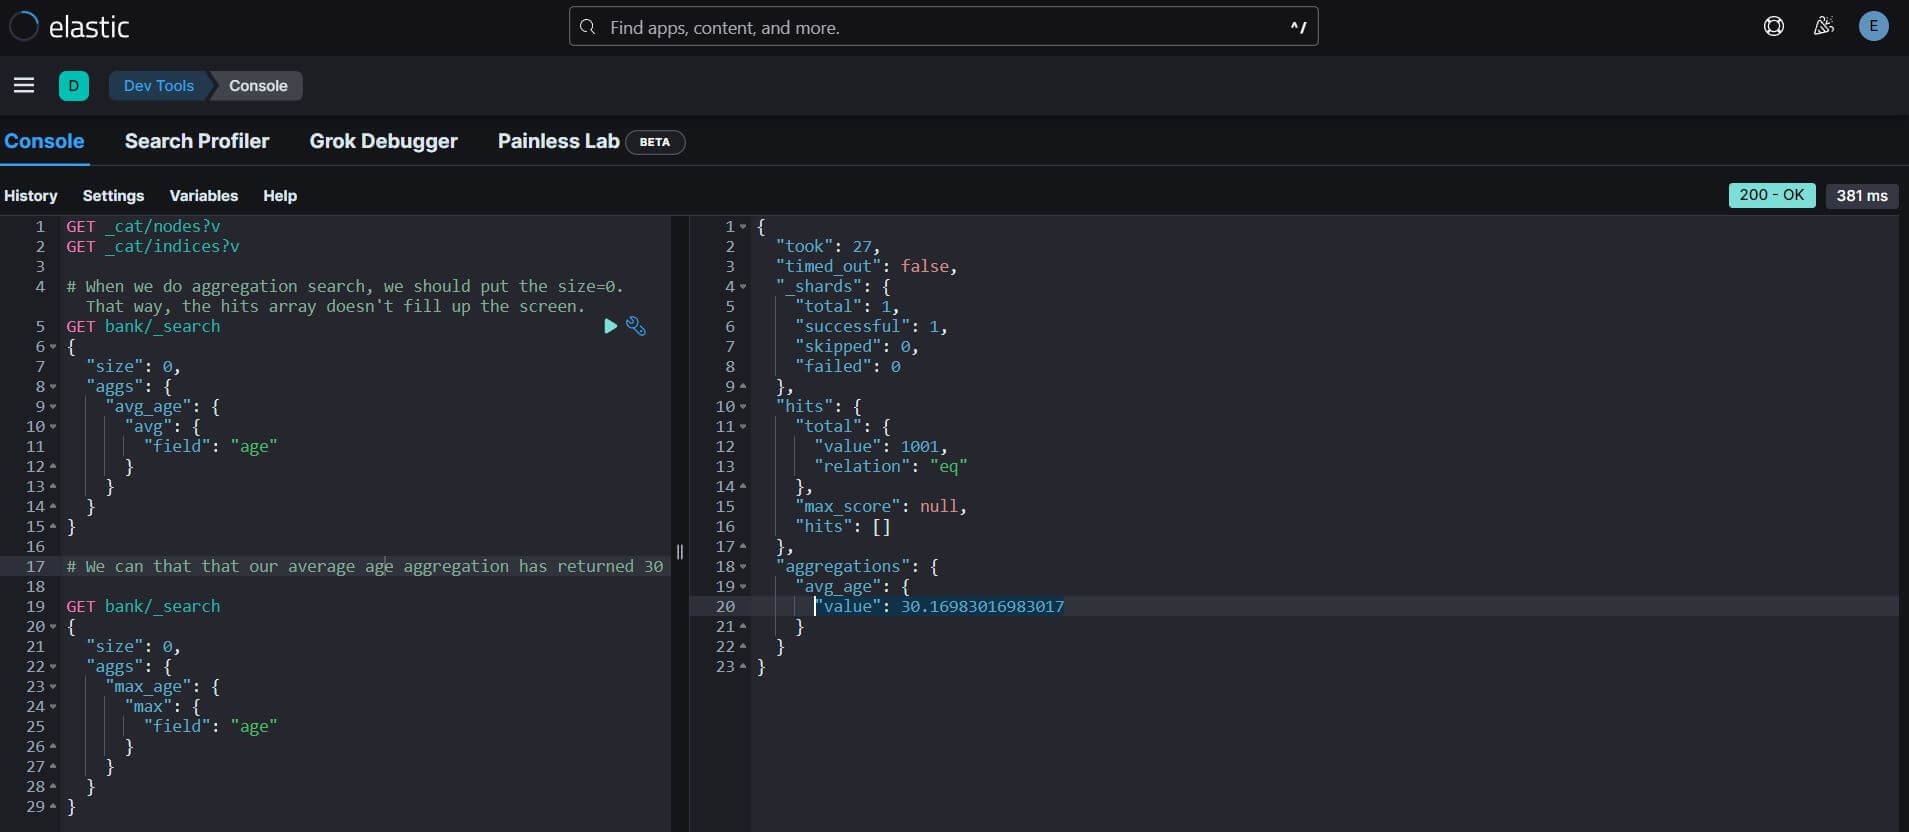 elastic
Find apps, content, and more.
^/
E
D
Dev Tools
Console
Console
Search Profiler
Grok Debugger
Painless Lab
BETA
History
Settings
Variables
Help
200 - OK
381 ms
1 GET _cat/nodes?v
2 GET _cat/indices?v
3
4 # When we do aggregation search, we should put the size=0.
That way, the hits array doesn't fill up the screen.
5 GET bank/_search
6 {
7 "size": 0,
8 "aggs": {
9 "avg_age": {
10 "avg": {
11 "field": "age"
12 }
13 }
14 }
15 }
16
17 # We can that that our average age aggregation has returned 30
18
19 GET bank/_search
20 {
21 "size": 0,
22 "aggs": {
23 "max_age": {
24 "max": {
25 "field": "age"
26 }
27 }
28 }
29 }
1 {
2 "took": 27,
3 "timed_out": false,
4 "_shards": {
5 "total": 1,
6 "successful": 1,
7 "skipped": 0,
8 "failed": 0
9 },
10 "hits": {
11 "total": {
12 "value": 1001,
13 "relation": "eq"
14 },
15 "max_score": null,
16 "hits": []
17 },
18 "aggregations": {
19 "avg_age": {
20 "value": 30.16983016983017
21 }
22 }
23 }